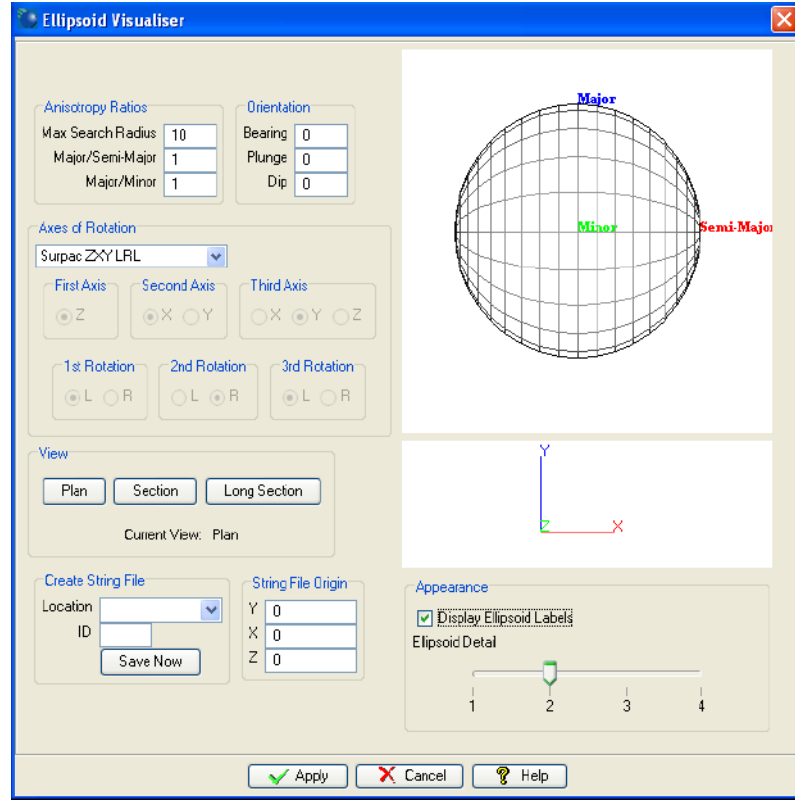 Ellipsoid Visualiser
Anisotropy Ratios
Max Search Radius 10
Major/Semi-Major 1
Major/Minor 1
Orientation
Bearing 0
Plunge 0
Dip 0
Major
Minor
Semi-Major
Axes of Rotation
Surpac ZXY LRL
First Axis
Z
Second Axis
X Y
Third Axis
X Y Z
1st Rotation
L R
2nd Rotation
L R
3rd Rotation
L R
View
Plan Section Long Section
Current View: Plan
Y
Z X
Create String File
Location
ID
Save Now
String File Origin
Y 0
X 0
Z 0
Appearance
Display Ellipsoid Labels
Ellipsoid Detail
1 2 3 4
Apply Cancel Help